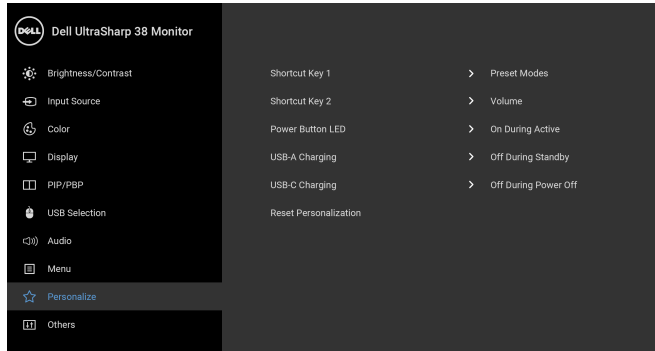 DELL Dell UltraSharp 38 Monitor
Brightness/Contrast
Input Source
Color
Display
PIP/PBP
USB Selection
Audio
Menu
Personalize
Others
Shortcut Key 1 > Preset Modes
Shortcut Key 2 > Volume
Power Button LED > On During Active
USB-A Charging > Off During Standby
USB-C Charging > Off During Power Off
Reset Personalization